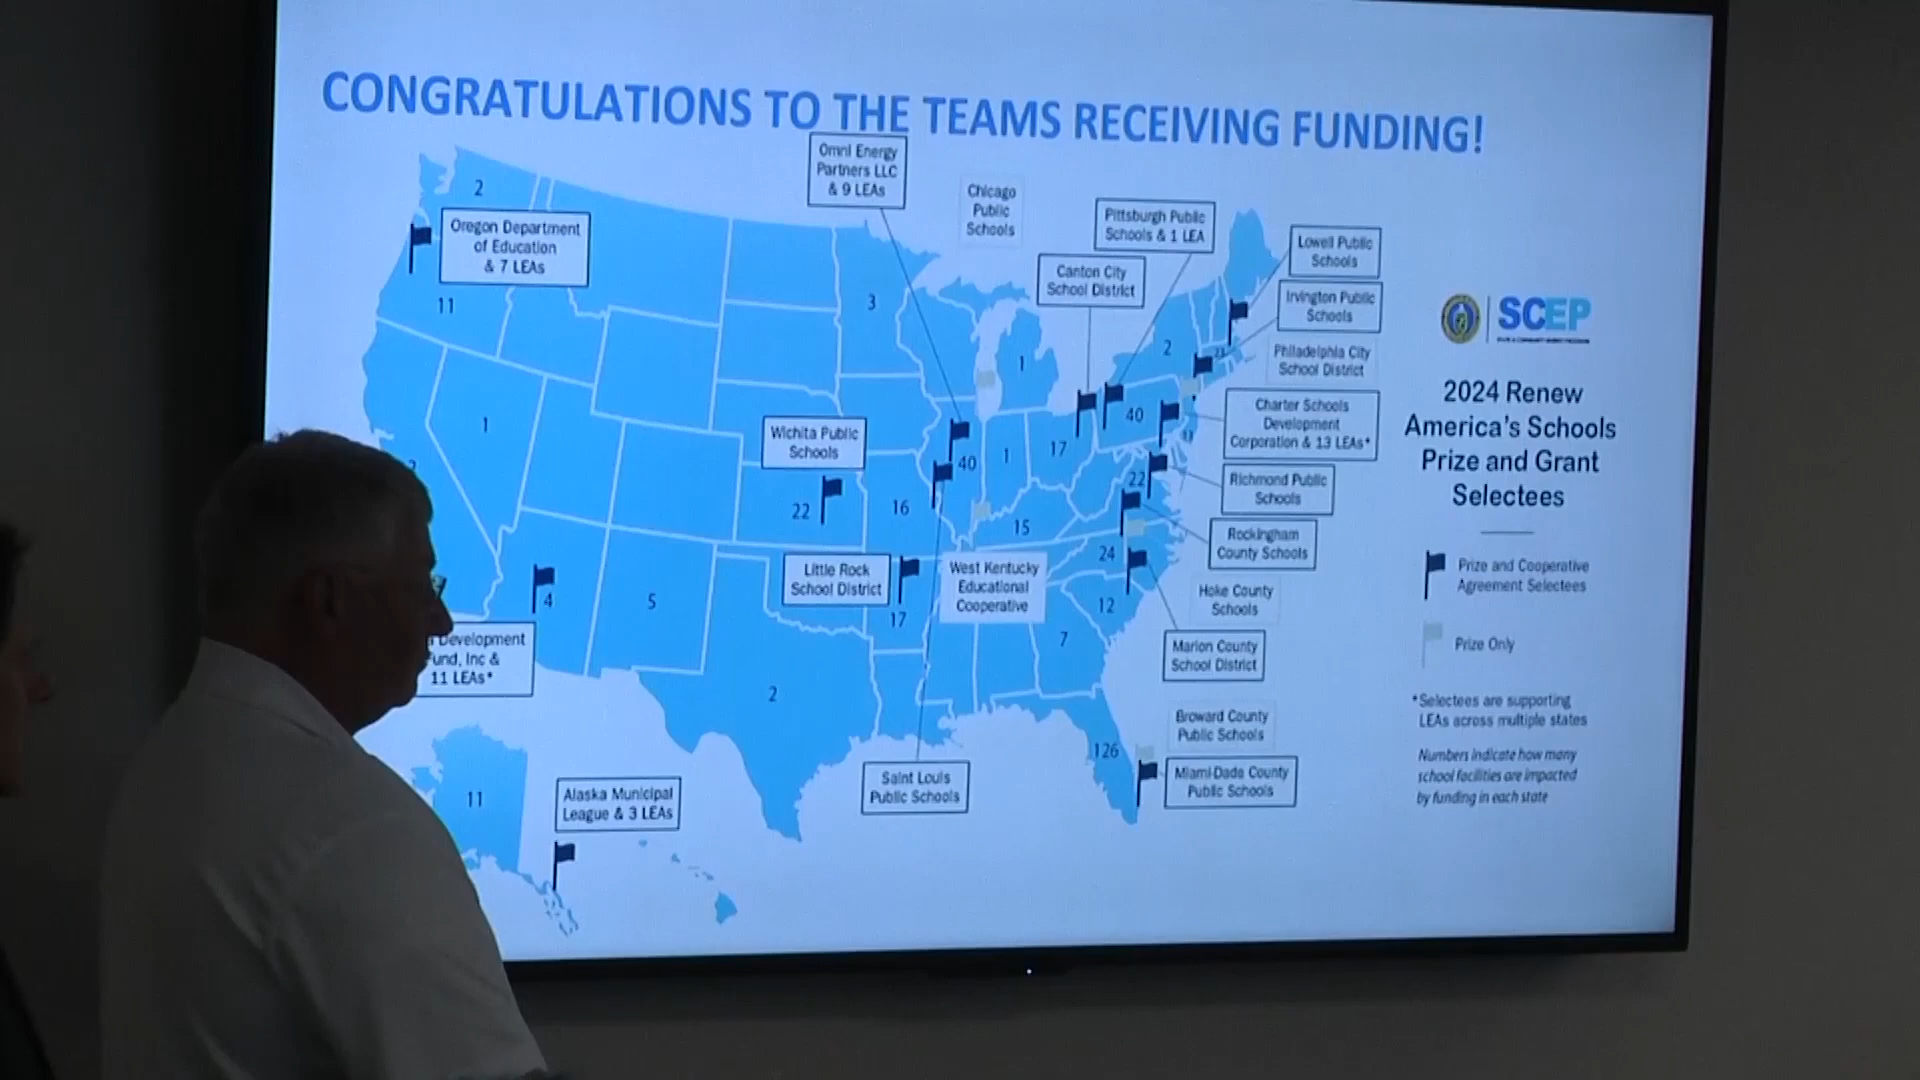 CONGRATULATIONS TO THE TEAMS RECEIVING FUNDING!
Omni Energy
Partners LLC
& 9 LEAs
Chicago
Public
Schools
Pittsburgh Public
Schools & 1 LEA
Canton City
School District
Lowell Public
Schools
Irvington Public
Schools
Philadelphia City
School District
Charter Schools
Development
Corporation & 13 LEAs*
Richmond Public
Schools
Rockingham
County Schools
Hoke County
Schools
Marion County
School District
Broward County
Public Schools
Miami-Dade County
Public Schools
Oregon Department
of Education
& 7 LEAs
Wichita Public
Schools
Little Rock
School District
West Kentucky
Educational
Cooperative
Saint Louis
Public Schools
Development
Fund, Inc &
11 LEAs*
Alaska Municipal
League & 3 LEAs
2
11
1
3
1
2
40
17
1
40
22
16
22
15
24
12
7
17
4
5
2
126
11
SCEP
2024 Renew
America's Schools
Prize and Grant
Selectees
Prize and Cooperative
Agreement Selectees
Prize Only
*Selectees are supporting
LEAs across multiple states
Numbers indicate how many
school facilities are impacted
by funding in each state